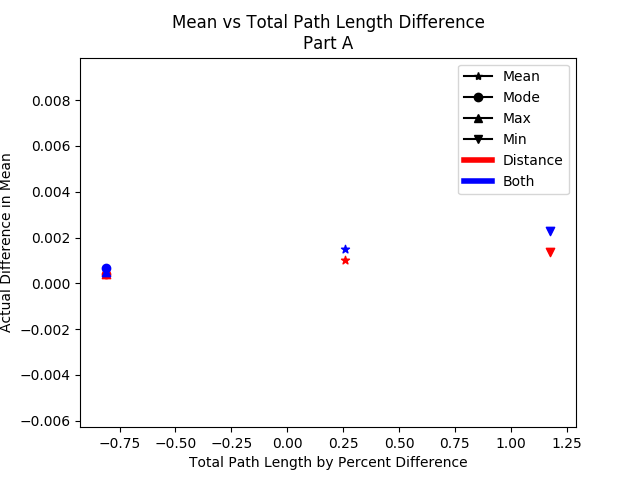 Mean vs Total Path Length Difference
Part A
Mean
Mode
Max
Min
Distance
Both
Actual Difference in Mean
0.008
0.006
0.004
0.002
0.000
−0.002
−0.004
−0.006
−0.75 −0.50 −0.25 0.00 0.25 0.50 0.75 1.00 1.25
Total Path Length by Percent Difference